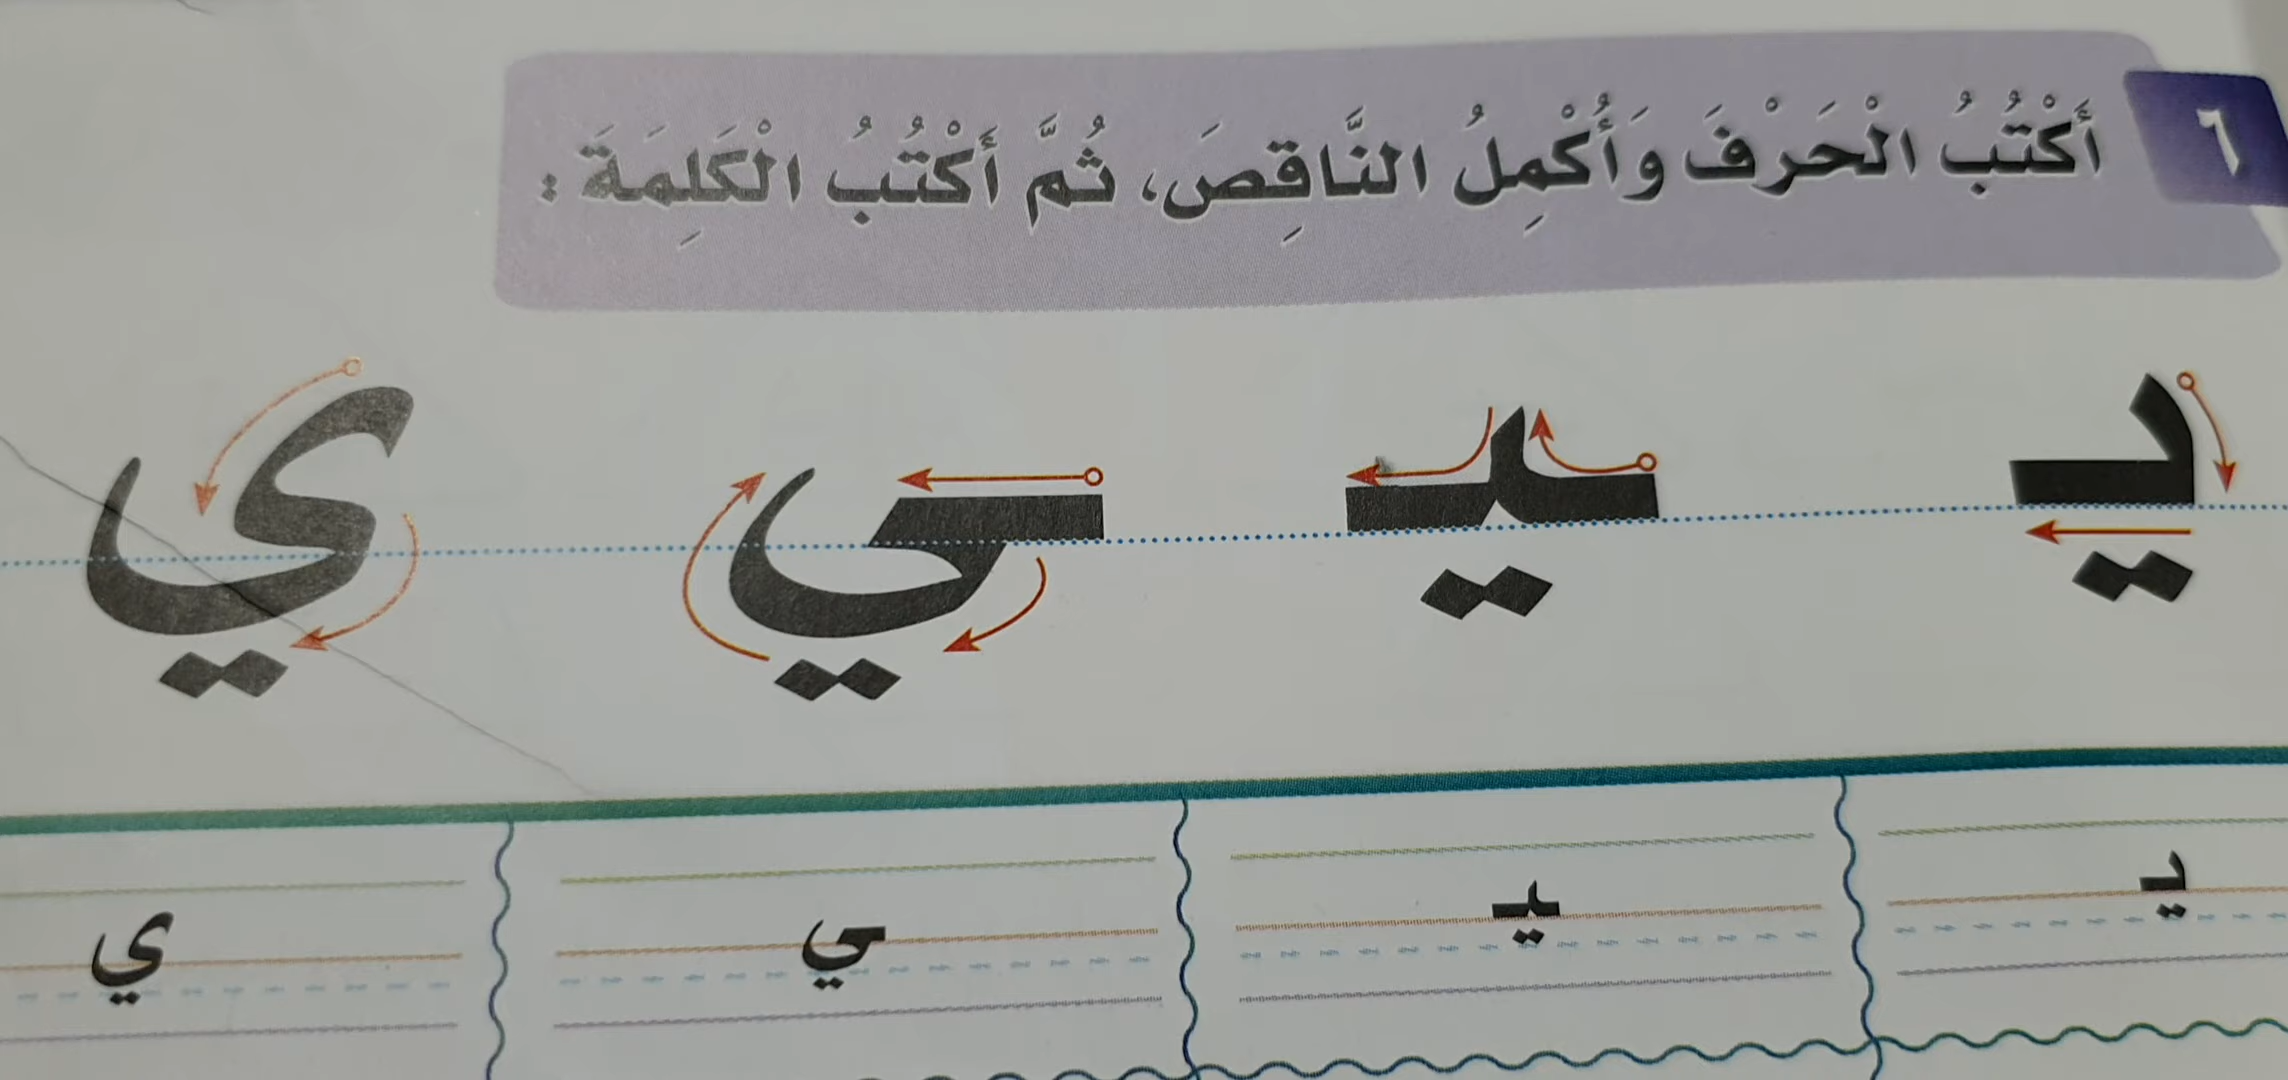 ٦ أَكْتُبُ الْحَرْفَ وَأُكْمِلُ النَّاقِصَ، ثُمَّ أَكْتُبُ الْكَلِمَةَ :
يـ ـيـ ـي ي
يـ ـيـ ـي ي